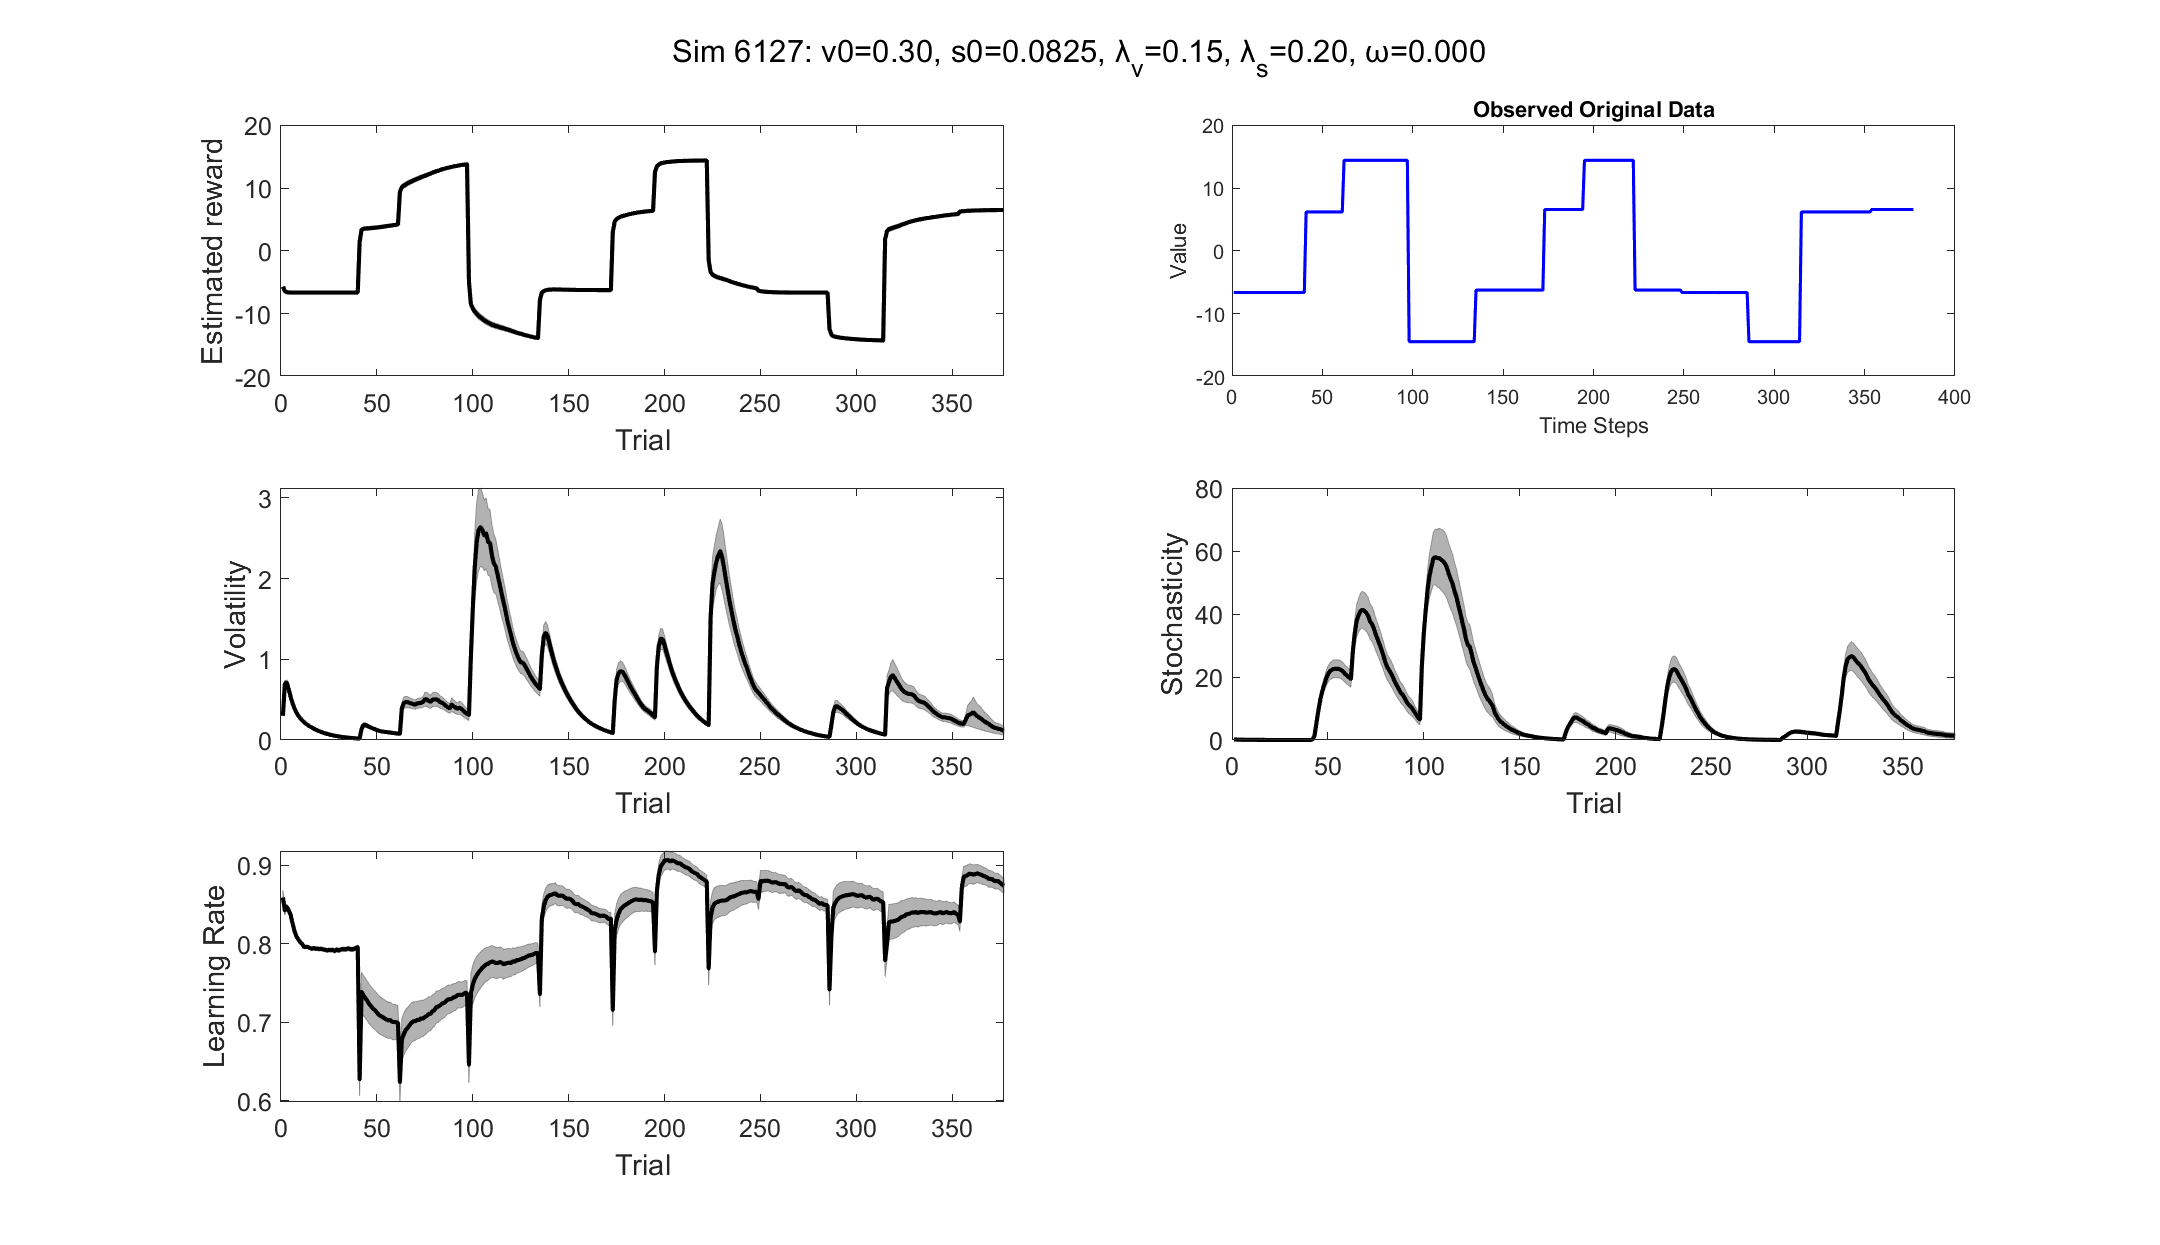 Sim 6127: v0=0.30, s0=0.0825, λ_v=0.15, λ_s=0.20, ω=0.000
Estimated reward
20
10
0
-10
-20
0 50 100 150 200 250 300 350
Trial
Observed Original Data
Value
20
10
0
-10
-20
0 50 100 150 200 250 300 350 400
Time Steps
Volatility
3
2
1
0
0 50 100 150 200 250 300 350
Trial
Stochasticity
80
60
40
20
0
0 50 100 150 200 250 300 350
Trial
Learning Rate
0.9
0.8
0.7
0.6
0 50 100 150 200 250 300 350
Trial